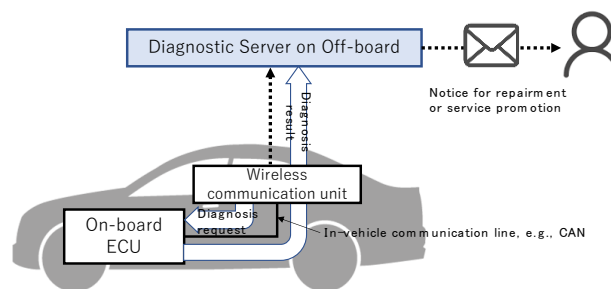 Diagnostic Server on Off-board
Notice for repairment
or service promotion
Diagnosis
result
Wireless
communication unit
Diagnosis
request
On-board
ECU
In-vehicle communication line, e.g., CAN